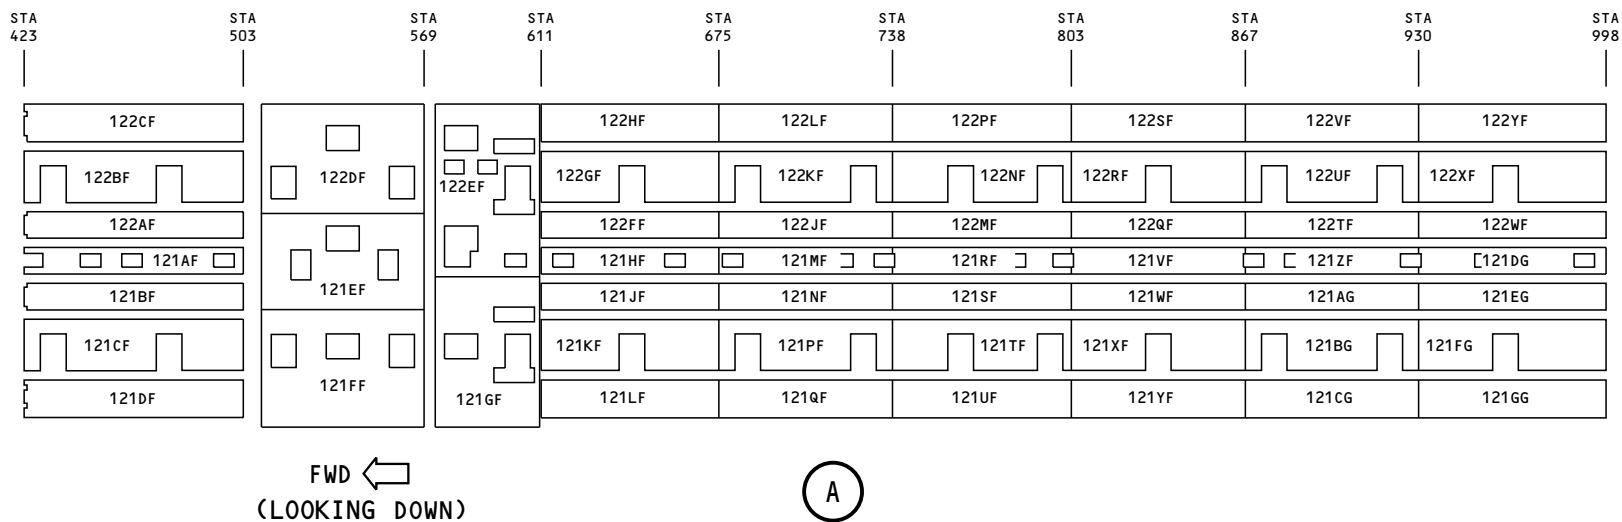 STA STA STA STA STA STA STA STA STA STA
423 503 569 611 675 738 803 867 930 998
122CF 122HF 122LF 122PF 122SF 122VF 122YF
122BF 122DF 122EF 122GF 122KF 122NF 122RF 122UF 122XF
122AF 122FF 122JF 122MF 122QF 122TF 122WF
121AF 121HF 121MF 121RF 121VF 121ZF 121DG
121BF 121EF 121JF 121NF 121SF 121WF 121AG 121EG
121CF 121KF 121PF 121TF 121XF 121BG 121FG
121DF 121FF 121GF 121LF 121QF 121UF 121YF 121CG 121GG
FWD
(LOOKING DOWN)
A